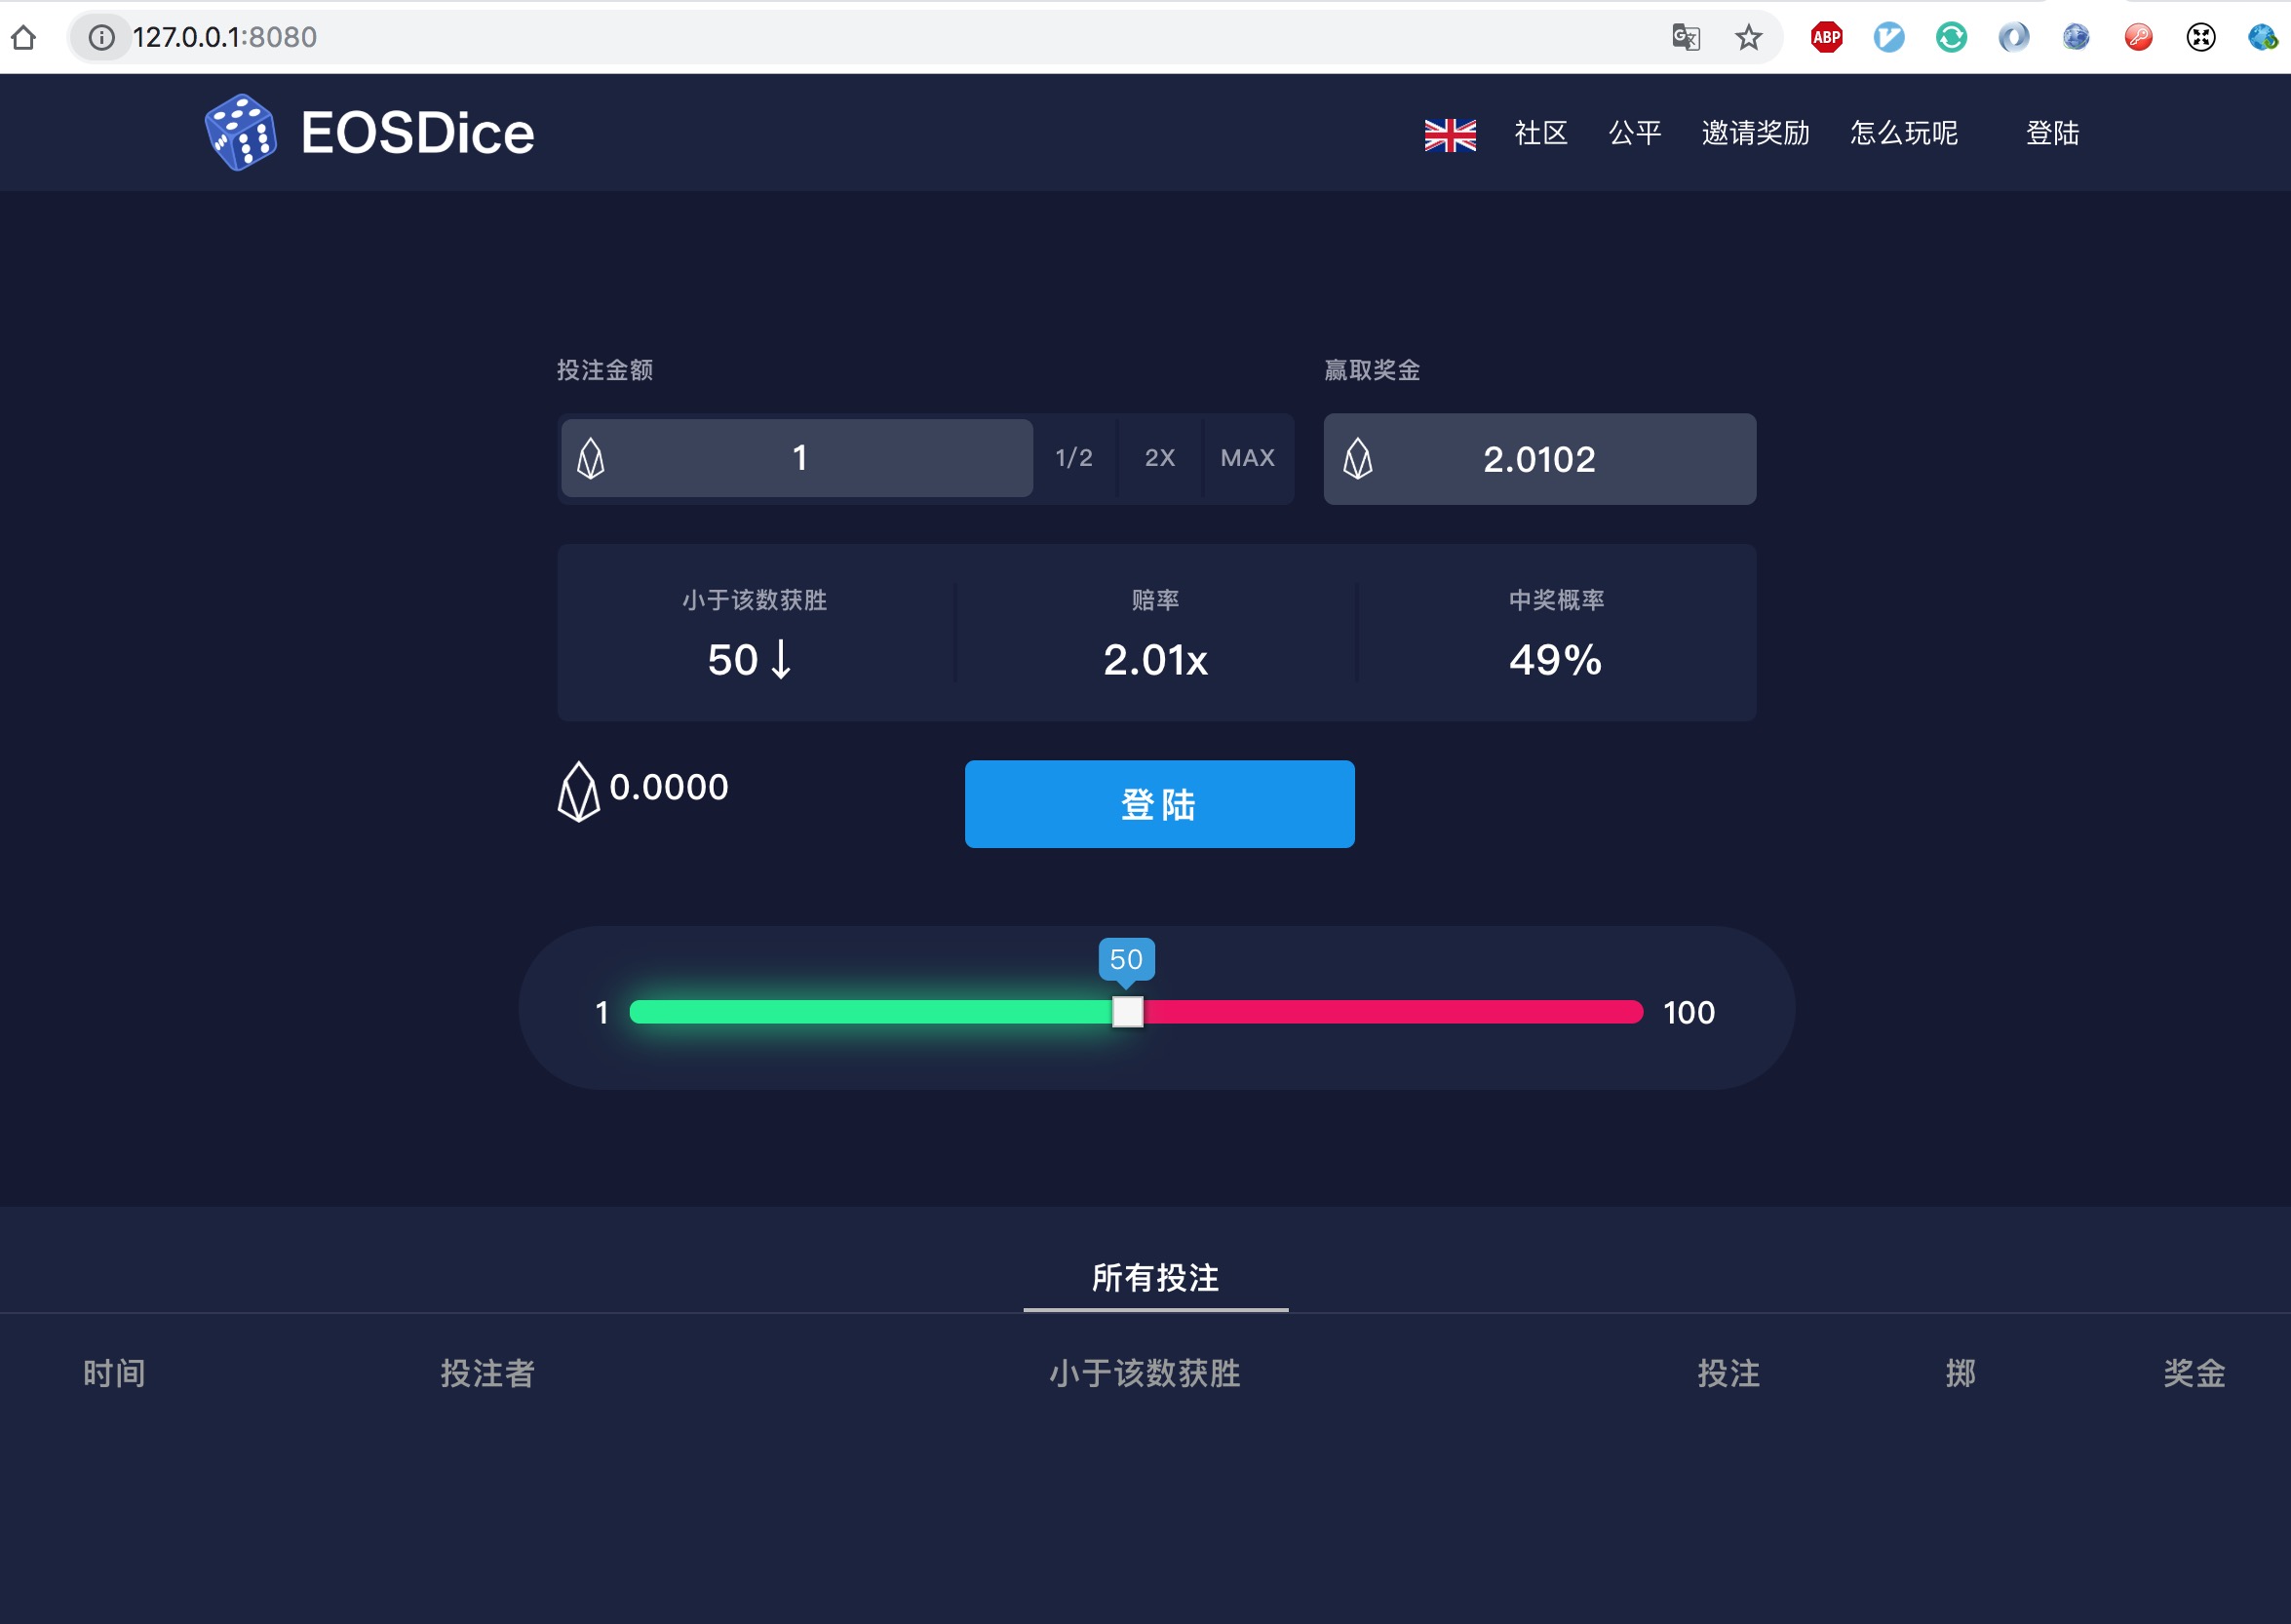 127.0.0.1:8080
ABP
EOSDice
社区 公平 邀请奖励 怎么玩呢 登陆
投注金额 赢取奖金
1 1/2 2X MAX 2.0102
小于该数获胜 赔率 中奖概率
50↓ 2.01x 49%
0.0000 登陆
50
1 100
所有投注
时间 投注者 小于该数获胜 投注 掷 奖金